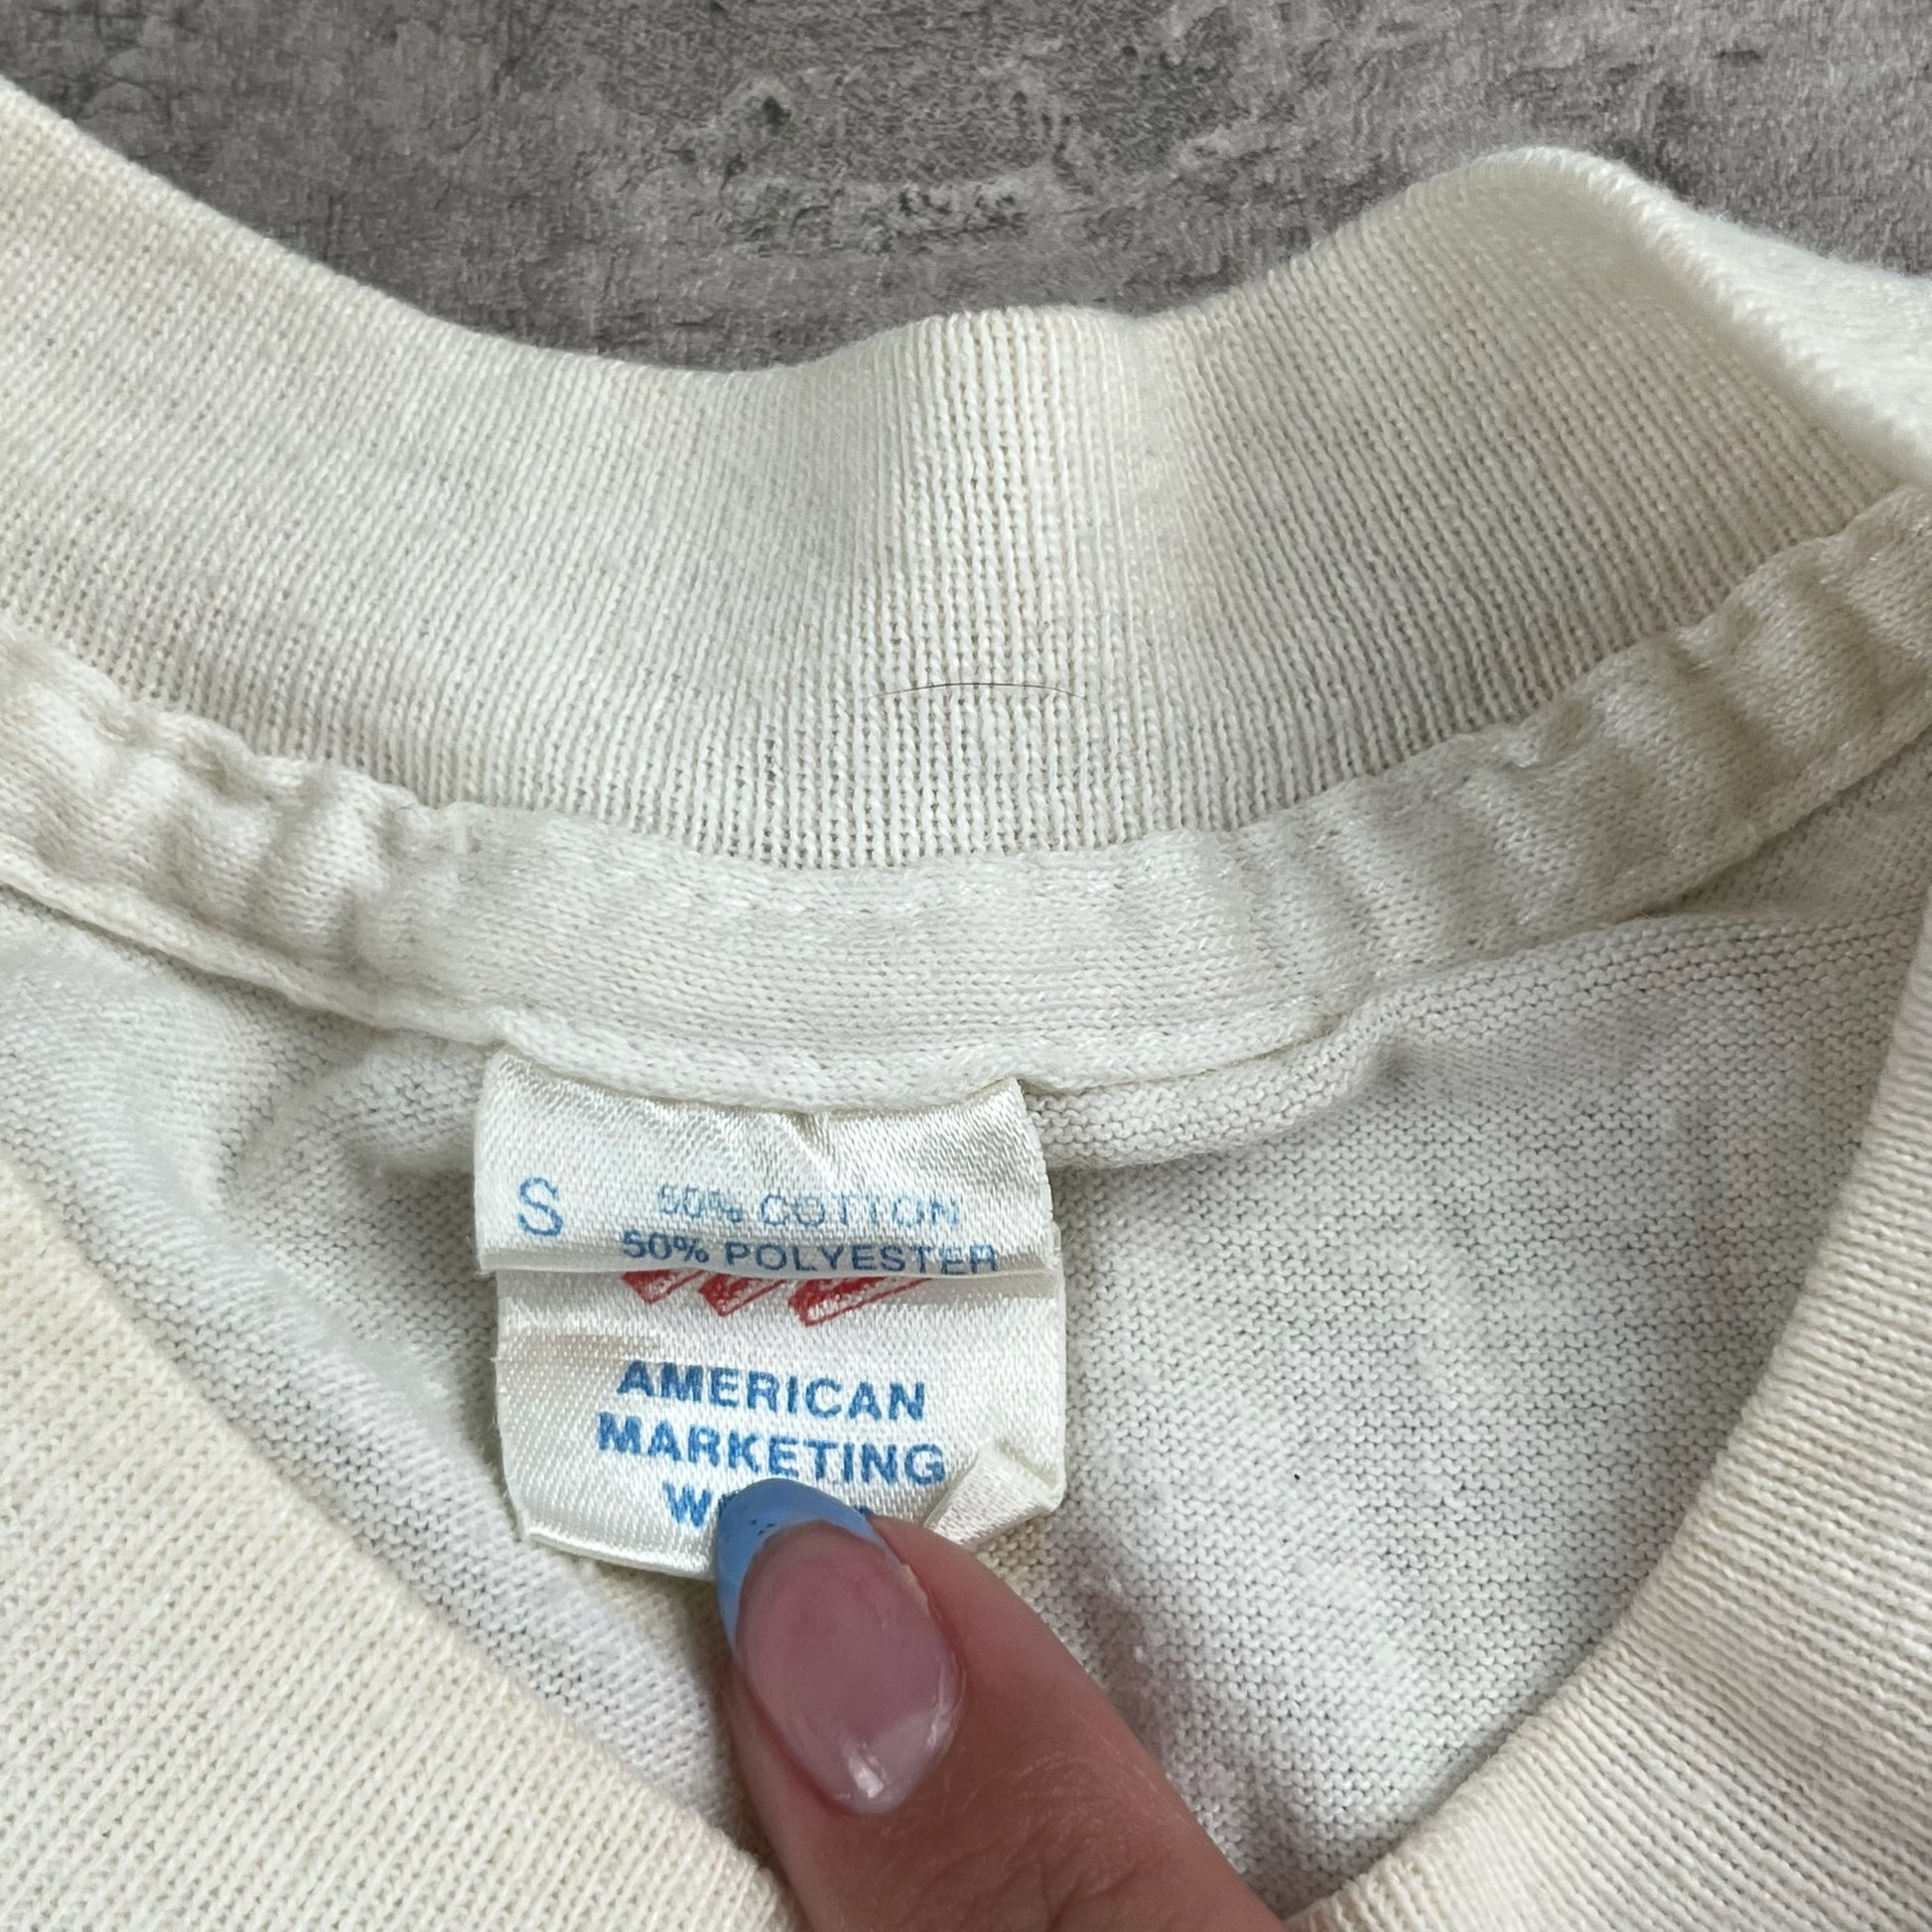 S 50% COTTON
50% POLYESTER
AMERICAN
MARKETING